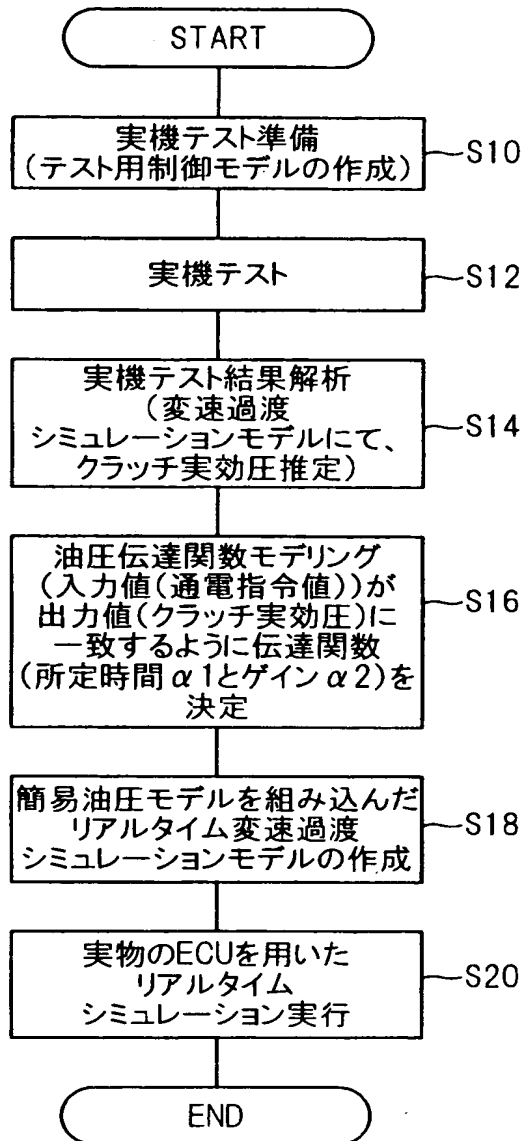 START
実機テスト準備
(テスト用制御モデルの作成)
S10
実機テスト
S12
実機テスト結果解析
(変速過渡
シミュレーションモデルにて、
クラッチ実効圧推定)
S14
油圧伝達関数モデリング
(入力値(通電指令値))が
出力値(クラッチ実効圧)に
一致するように伝達関数
(所定時間α1とゲインα2)を
決定
S16
簡易油圧モデルを組み込んだ
リアルタイム変速過渡
シミュレーションモデルの作成
S18
実物のECUを用いた
リアルタイム
シミュレーション実行
S20
END